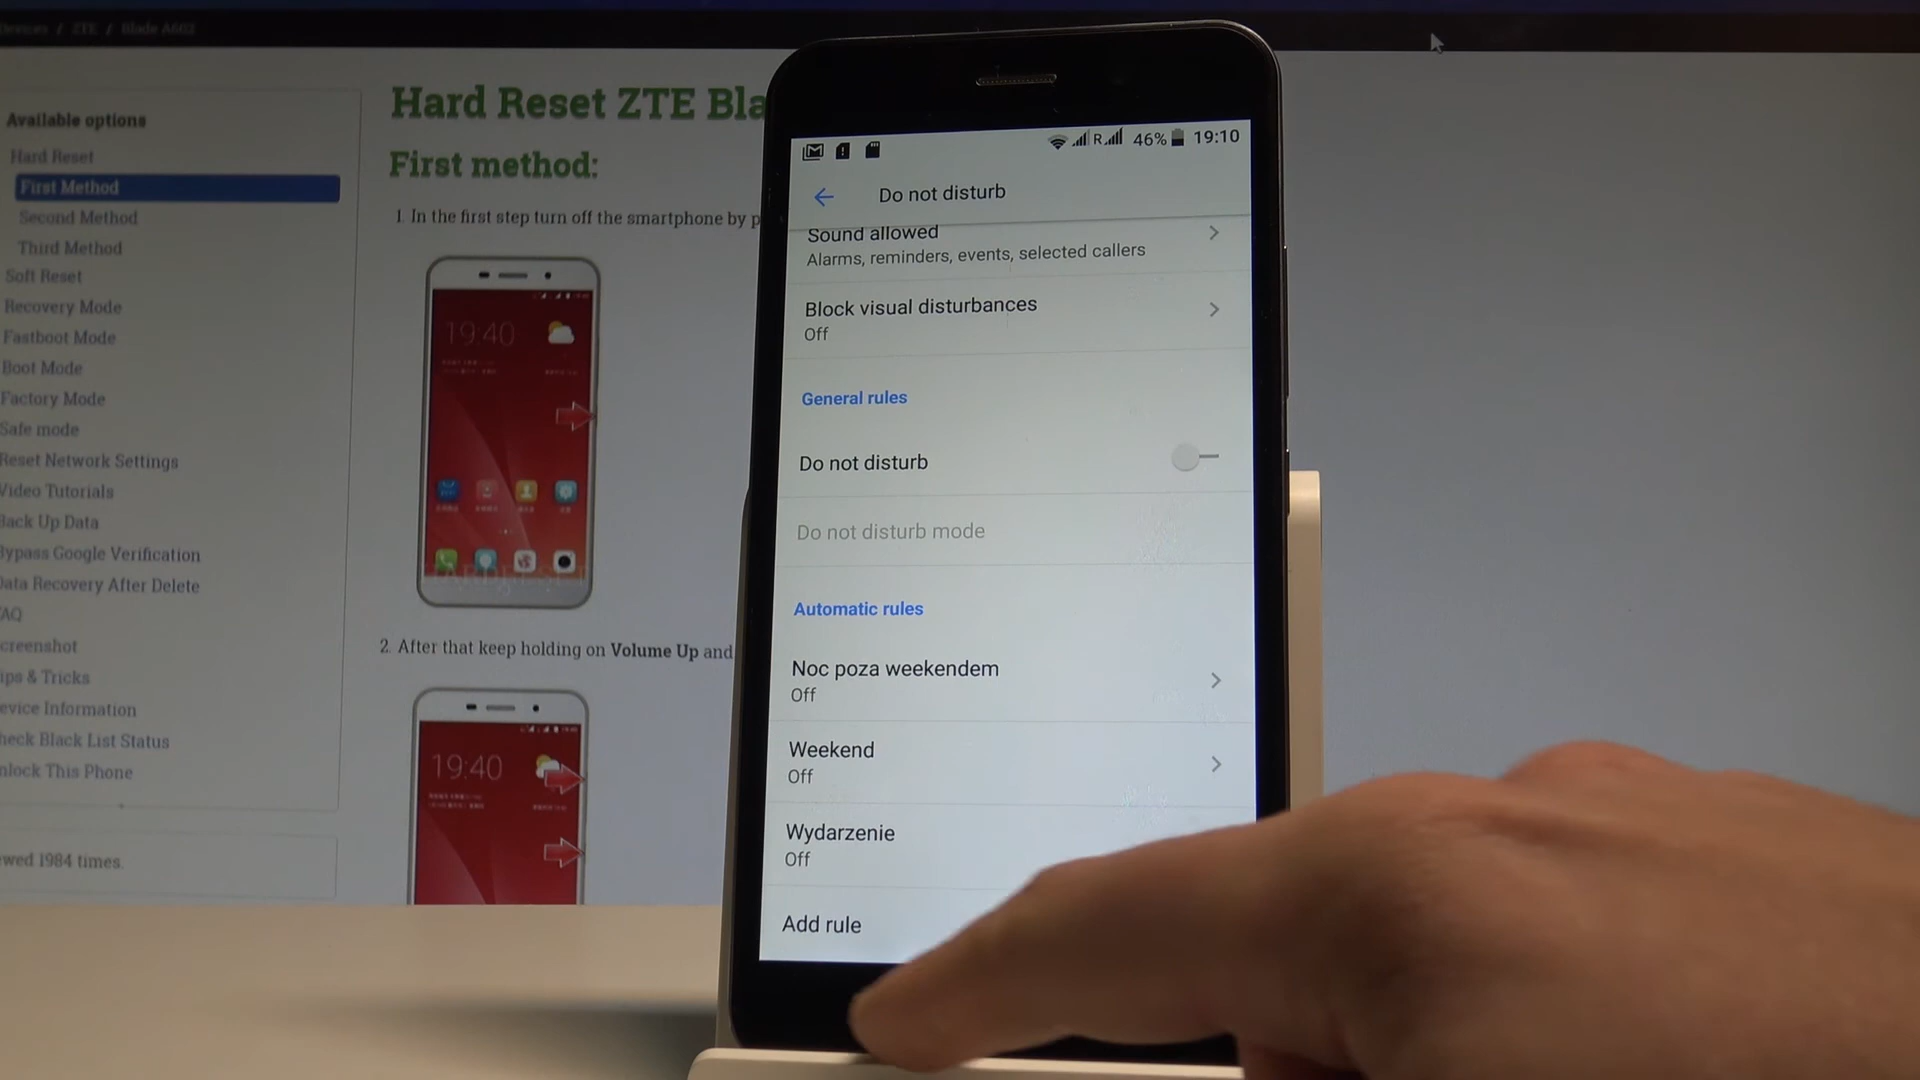 Devices / ZTE / Blade A602
Available options
Hard Reset
First Method
Second Method
Third Method
Soft Reset
Recovery Mode
Fastboot Mode
Boot Mode
Factory Mode
Safe mode
Reset Network Settings
Video Tutorials
Back Up Data
Bypass Google Verification
Data Recovery After Delete
FAQ
creenshot
ips & Tricks
evice Information
heck Black List Status
nlock This Phone
wed 1984 times.
Hard Reset ZTE Bla
First method:
1. In the first step turn off the smartphone by p
19:40
2. After that keep holding on Volume Up and
19:40
R
46%
19:10
Do not disturb
Sound allowed
Alarms, reminders, events, selected callers
Block visual disturbances
Off
General rules
Do not disturb
Do not disturb mode
Automatic rules
Noc poza weekendem
Off
Weekend
Off
Wydarzenie
Off
Add rule